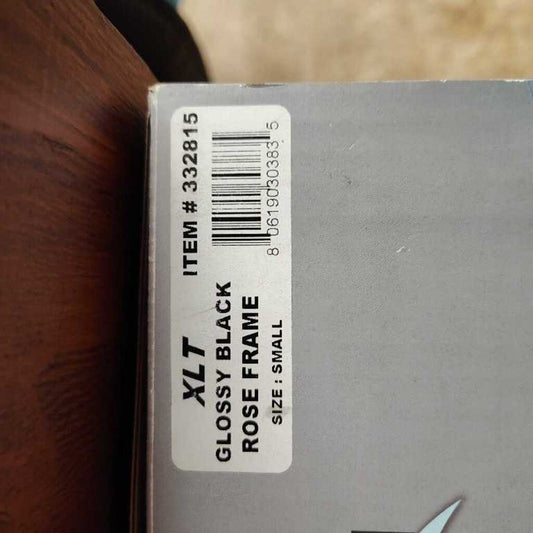 XLT ITEM # 332815
GLOSSY BLACK
ROSE FRAME
SIZE : SMALL
8 0619030383 5